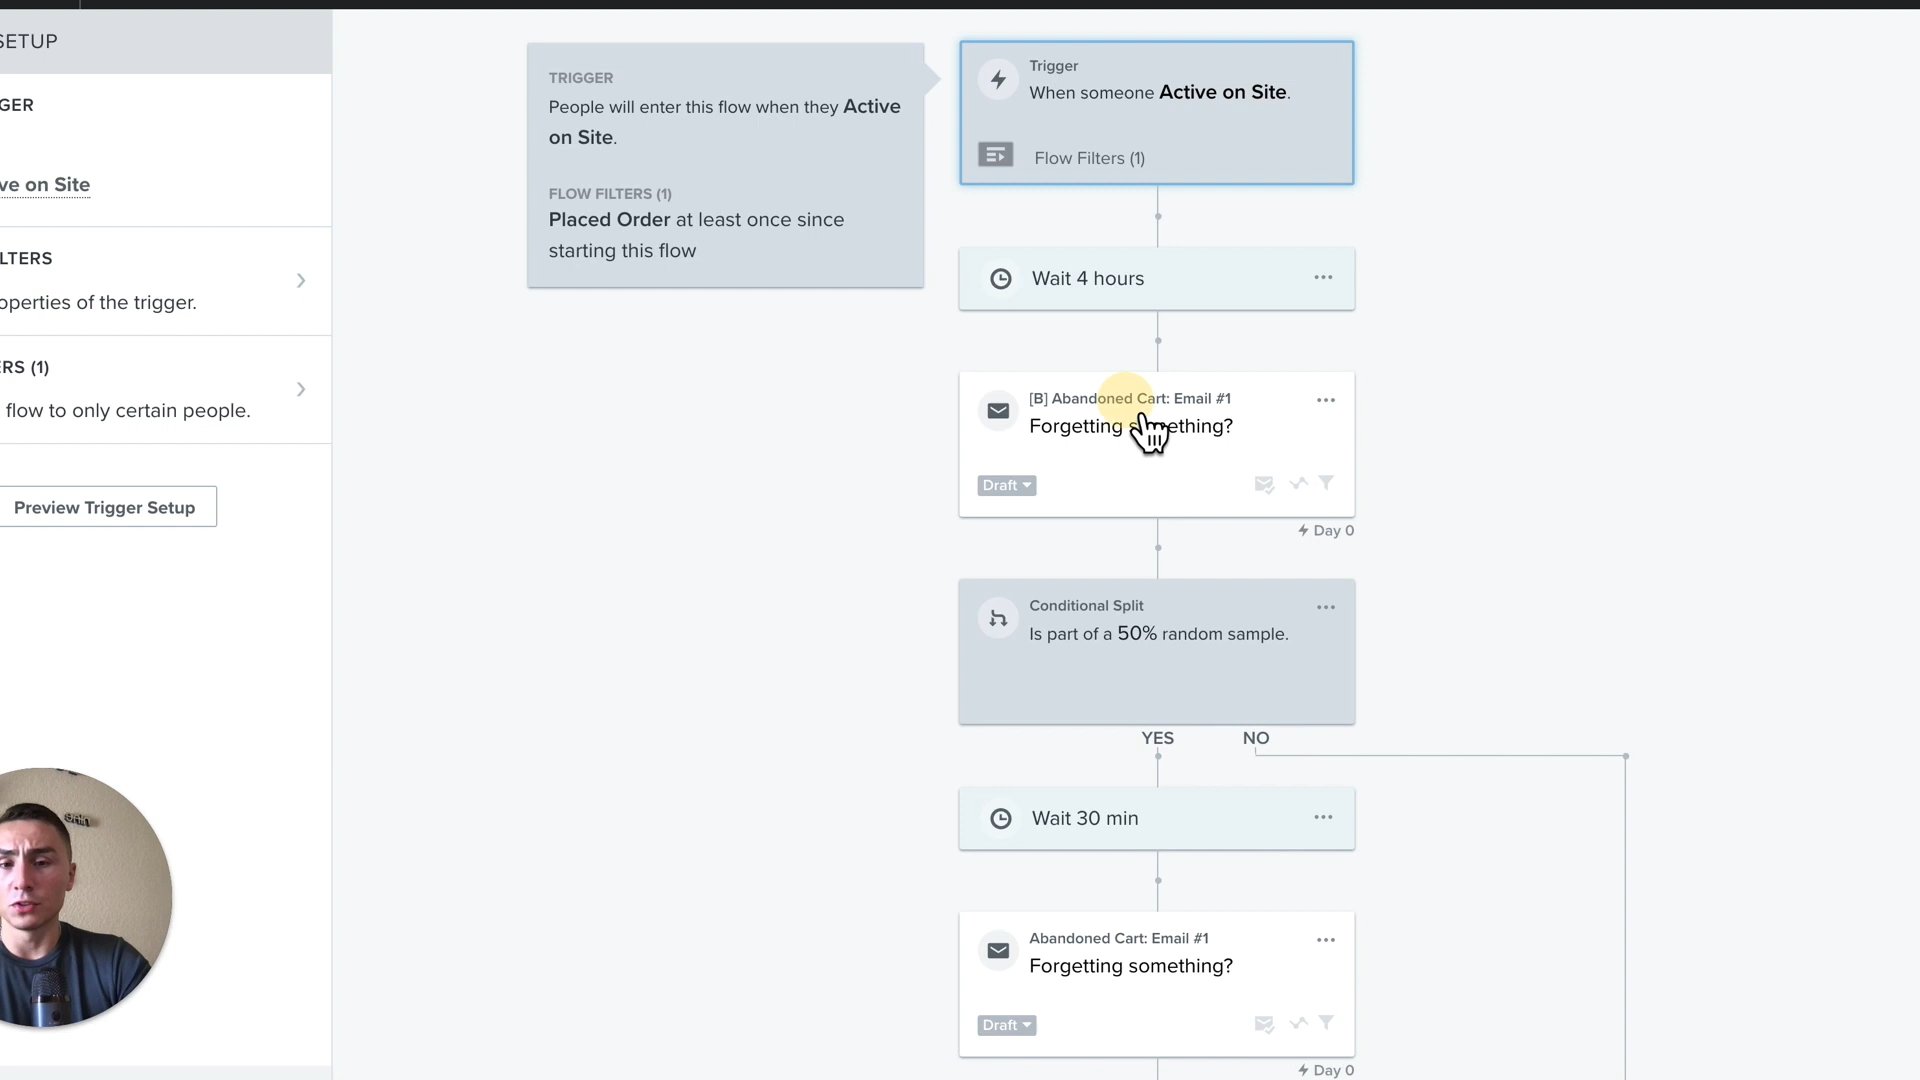 SETUP
GER
ve on Site
LTERS
operties of the trigger.
ERS (1)
flow to only certain people.
Preview Trigger Setup
TRIGGER
People will enter this flow when they Active
on Site.
FLOW FILTERS (1)
Placed Order at least once since
starting this flow
Trigger
When someone Active on Site.
Flow Filters (1)
Wait 4 hours
[B] Abandoned Cart: Email #1
Forgetting something?
Draft
Day 0
Conditional Split
Is part of a 50% random sample.
YES NO
Wait 30 min
Abandoned Cart: Email #1
Forgetting something?
Draft
Day 0